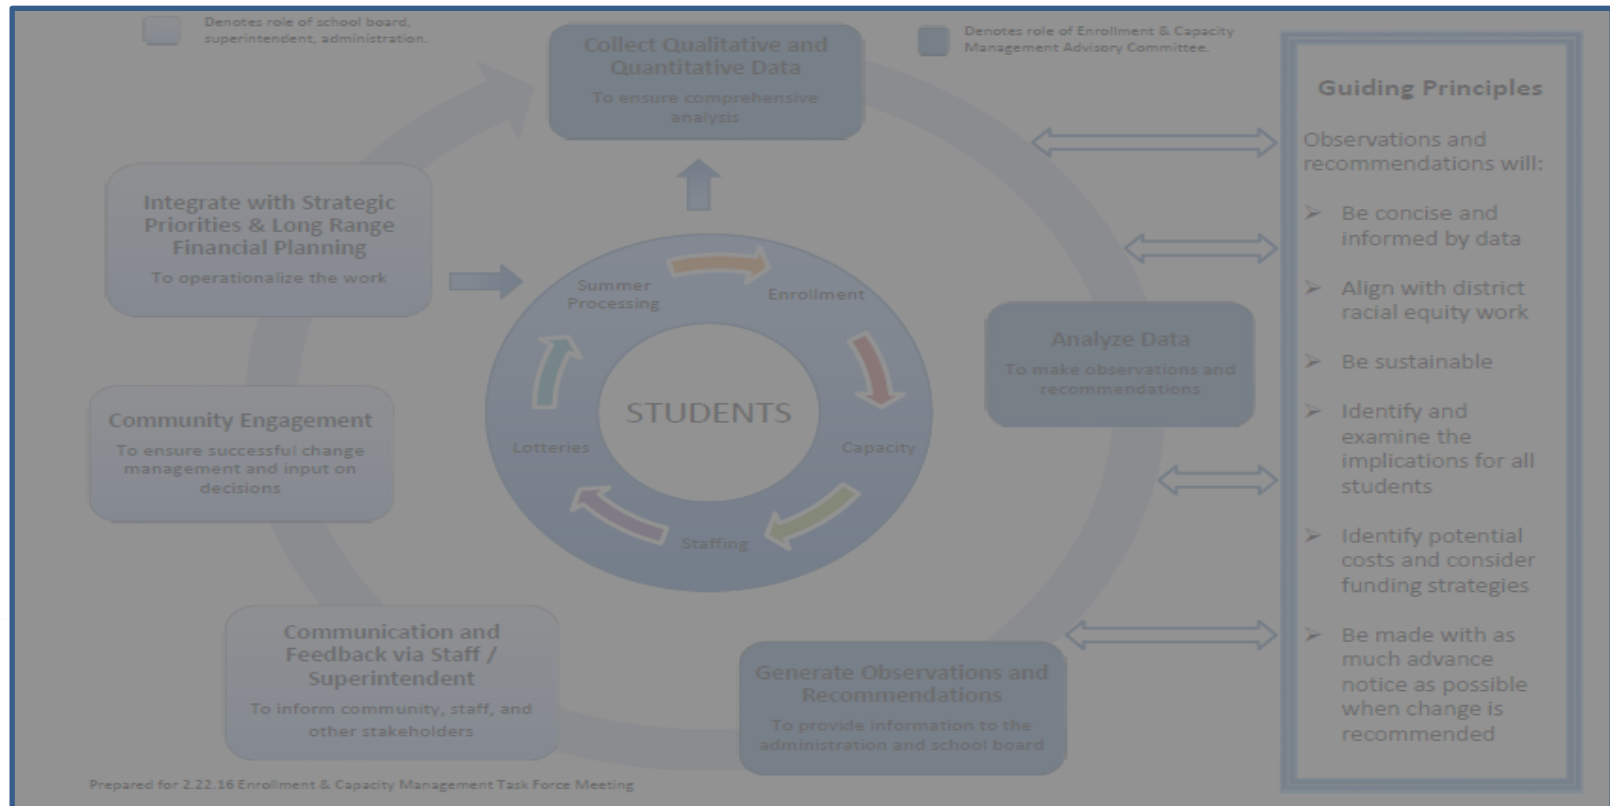 Denotes role of school board,
superintendent, administration.
Denotes role of Enrollment & Capacity
Management Advisory Committee.
Collect Qualitative and
Quantitative Data
To ensure comprehensive
analysis
Integrate with Strategic
Priorities & Long Range
Financial Planning
To operationalize the work
Community Engagement
To ensure successful change
management and input on
decisions
Communication and
Feedback via Staff /
Superintendent
To inform community, staff, and
other stakeholders
Generate Observations and
Recommendations
To provide information to the
administration and school board
Analyze Data
To make observations and
recommendations
Summer
Processing
Enrollment
Capacity
Staffing
Lotteries
STUDENTS
Guiding Principles
Observations and
recommendations will:
➢ Be concise and
informed by data
➢ Align with district
racial equity work
➢ Be sustainable
➢ Identify and
examine the
implications for all
students
➢ Identify potential
costs and consider
funding strategies
➢ Be made with as
much advance
notice as possible
when change is
recommended
Prepared for 2.22.16 Enrollment & Capacity Management Task Force Meeting